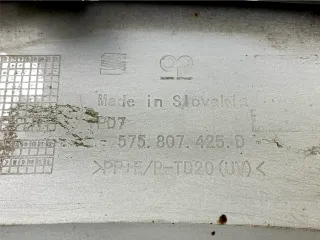 Made in Slovakia
D7
575.807.425.D
>PP+E/P-TD20(UV)<